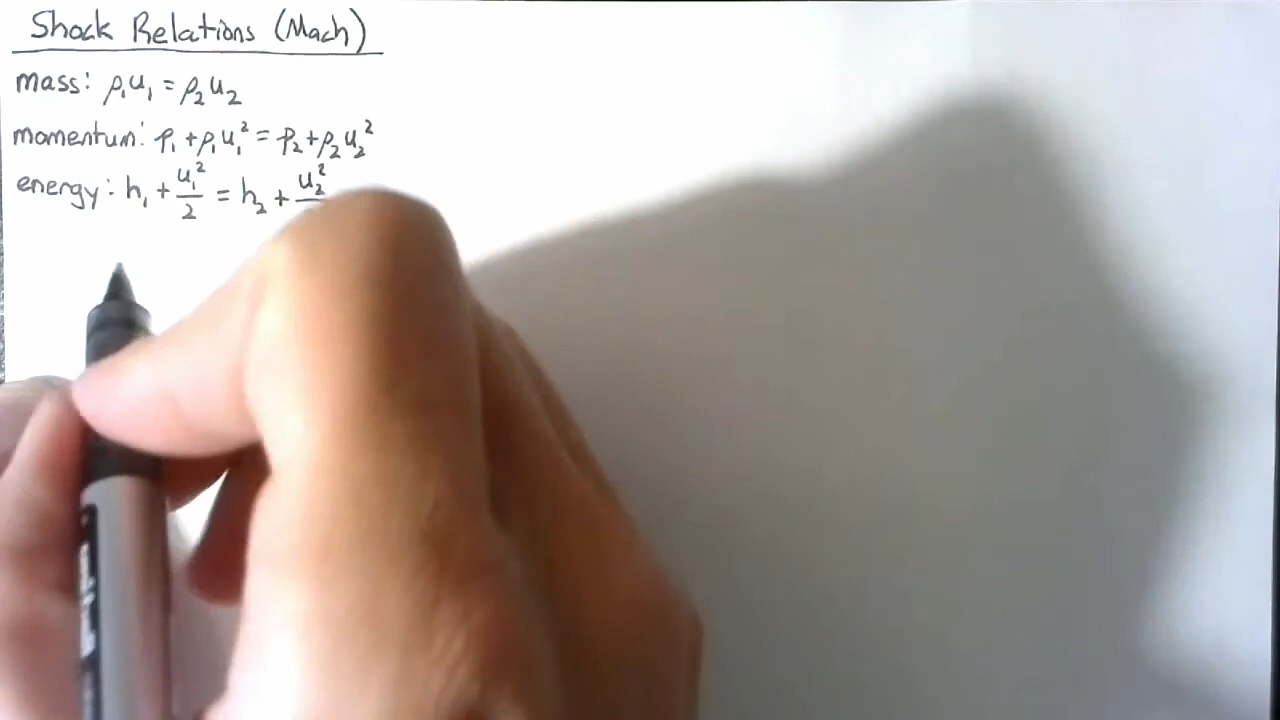 Shock Relations (Mach)
mass: ρ₁u₁ = ρ₂u₂
momentum: p₁ + ρ₁u₁² = p₂ + ρ₂u₂²
energy: h₁ + u₁²/2 = h₂ + u₂²/